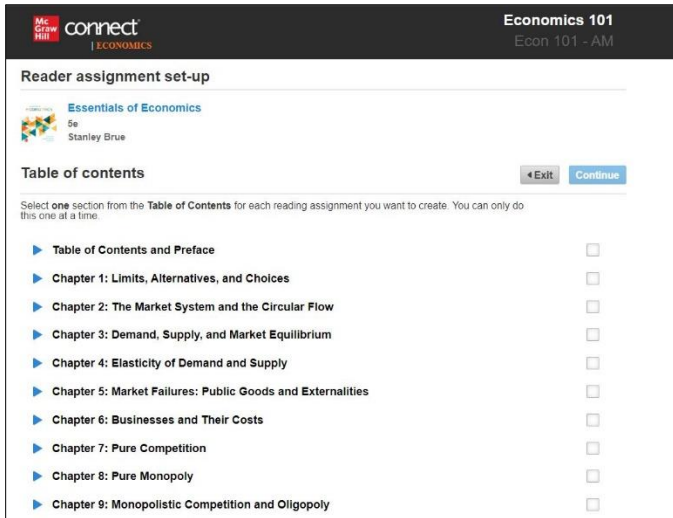 Mc
Graw
Hill
connect
| ECONOMICS
Economics 101
Econ 101 - AM
Reader assignment set-up
Essentials of Economics
5e
Stanley Brue
Table of contents
Exit
Continue
Select one section from the Table of Contents for each reading assignment you want to create. You can only do
this one at a time.
Table of Contents and Preface
Chapter 1: Limits, Alternatives, and Choices
Chapter 2: The Market System and the Circular Flow
Chapter 3: Demand, Supply, and Market Equilibrium
Chapter 4: Elasticity of Demand and Supply
Chapter 5: Market Failures: Public Goods and Externalities
Chapter 6: Businesses and Their Costs
Chapter 7: Pure Competition
Chapter 8: Pure Monopoly
Chapter 9: Monopolistic Competition and Oligopoly